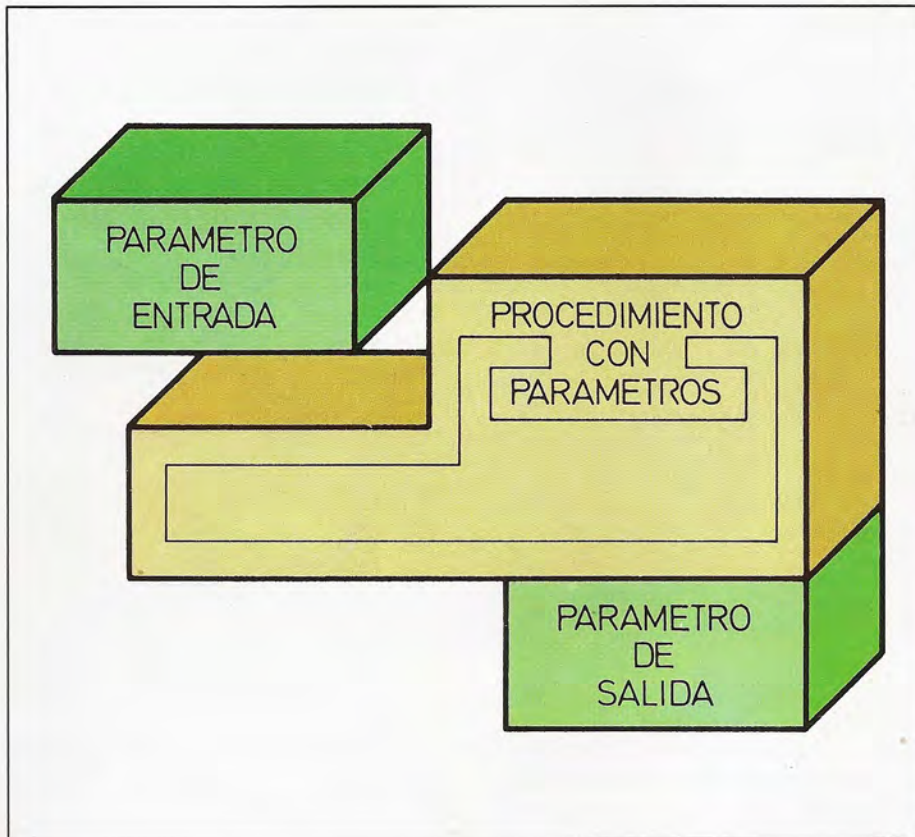 PARAMETRO
DE
ENTRADA
PROCEDIMIENTO
CON
PARAMETROS
PARAMETRO
DE
SALIDA